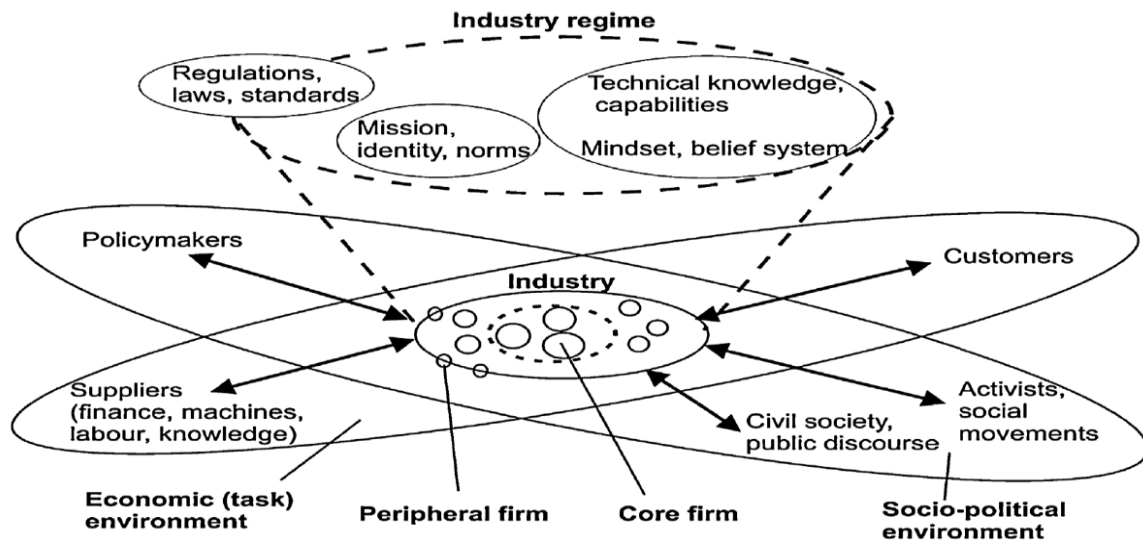 Industry regime
Regulations,
laws, standards
Mission,
identity, norms
Technical knowledge,
capabilities
Mindset, belief system
Policymakers
Customers
Industry
Suppliers
(finance, machines,
labour, knowledge)
Civil society,
public discourse
Activists,
social
movements
Economic (task)
environment
Peripheral firm
Core firm
Socio-political
environment